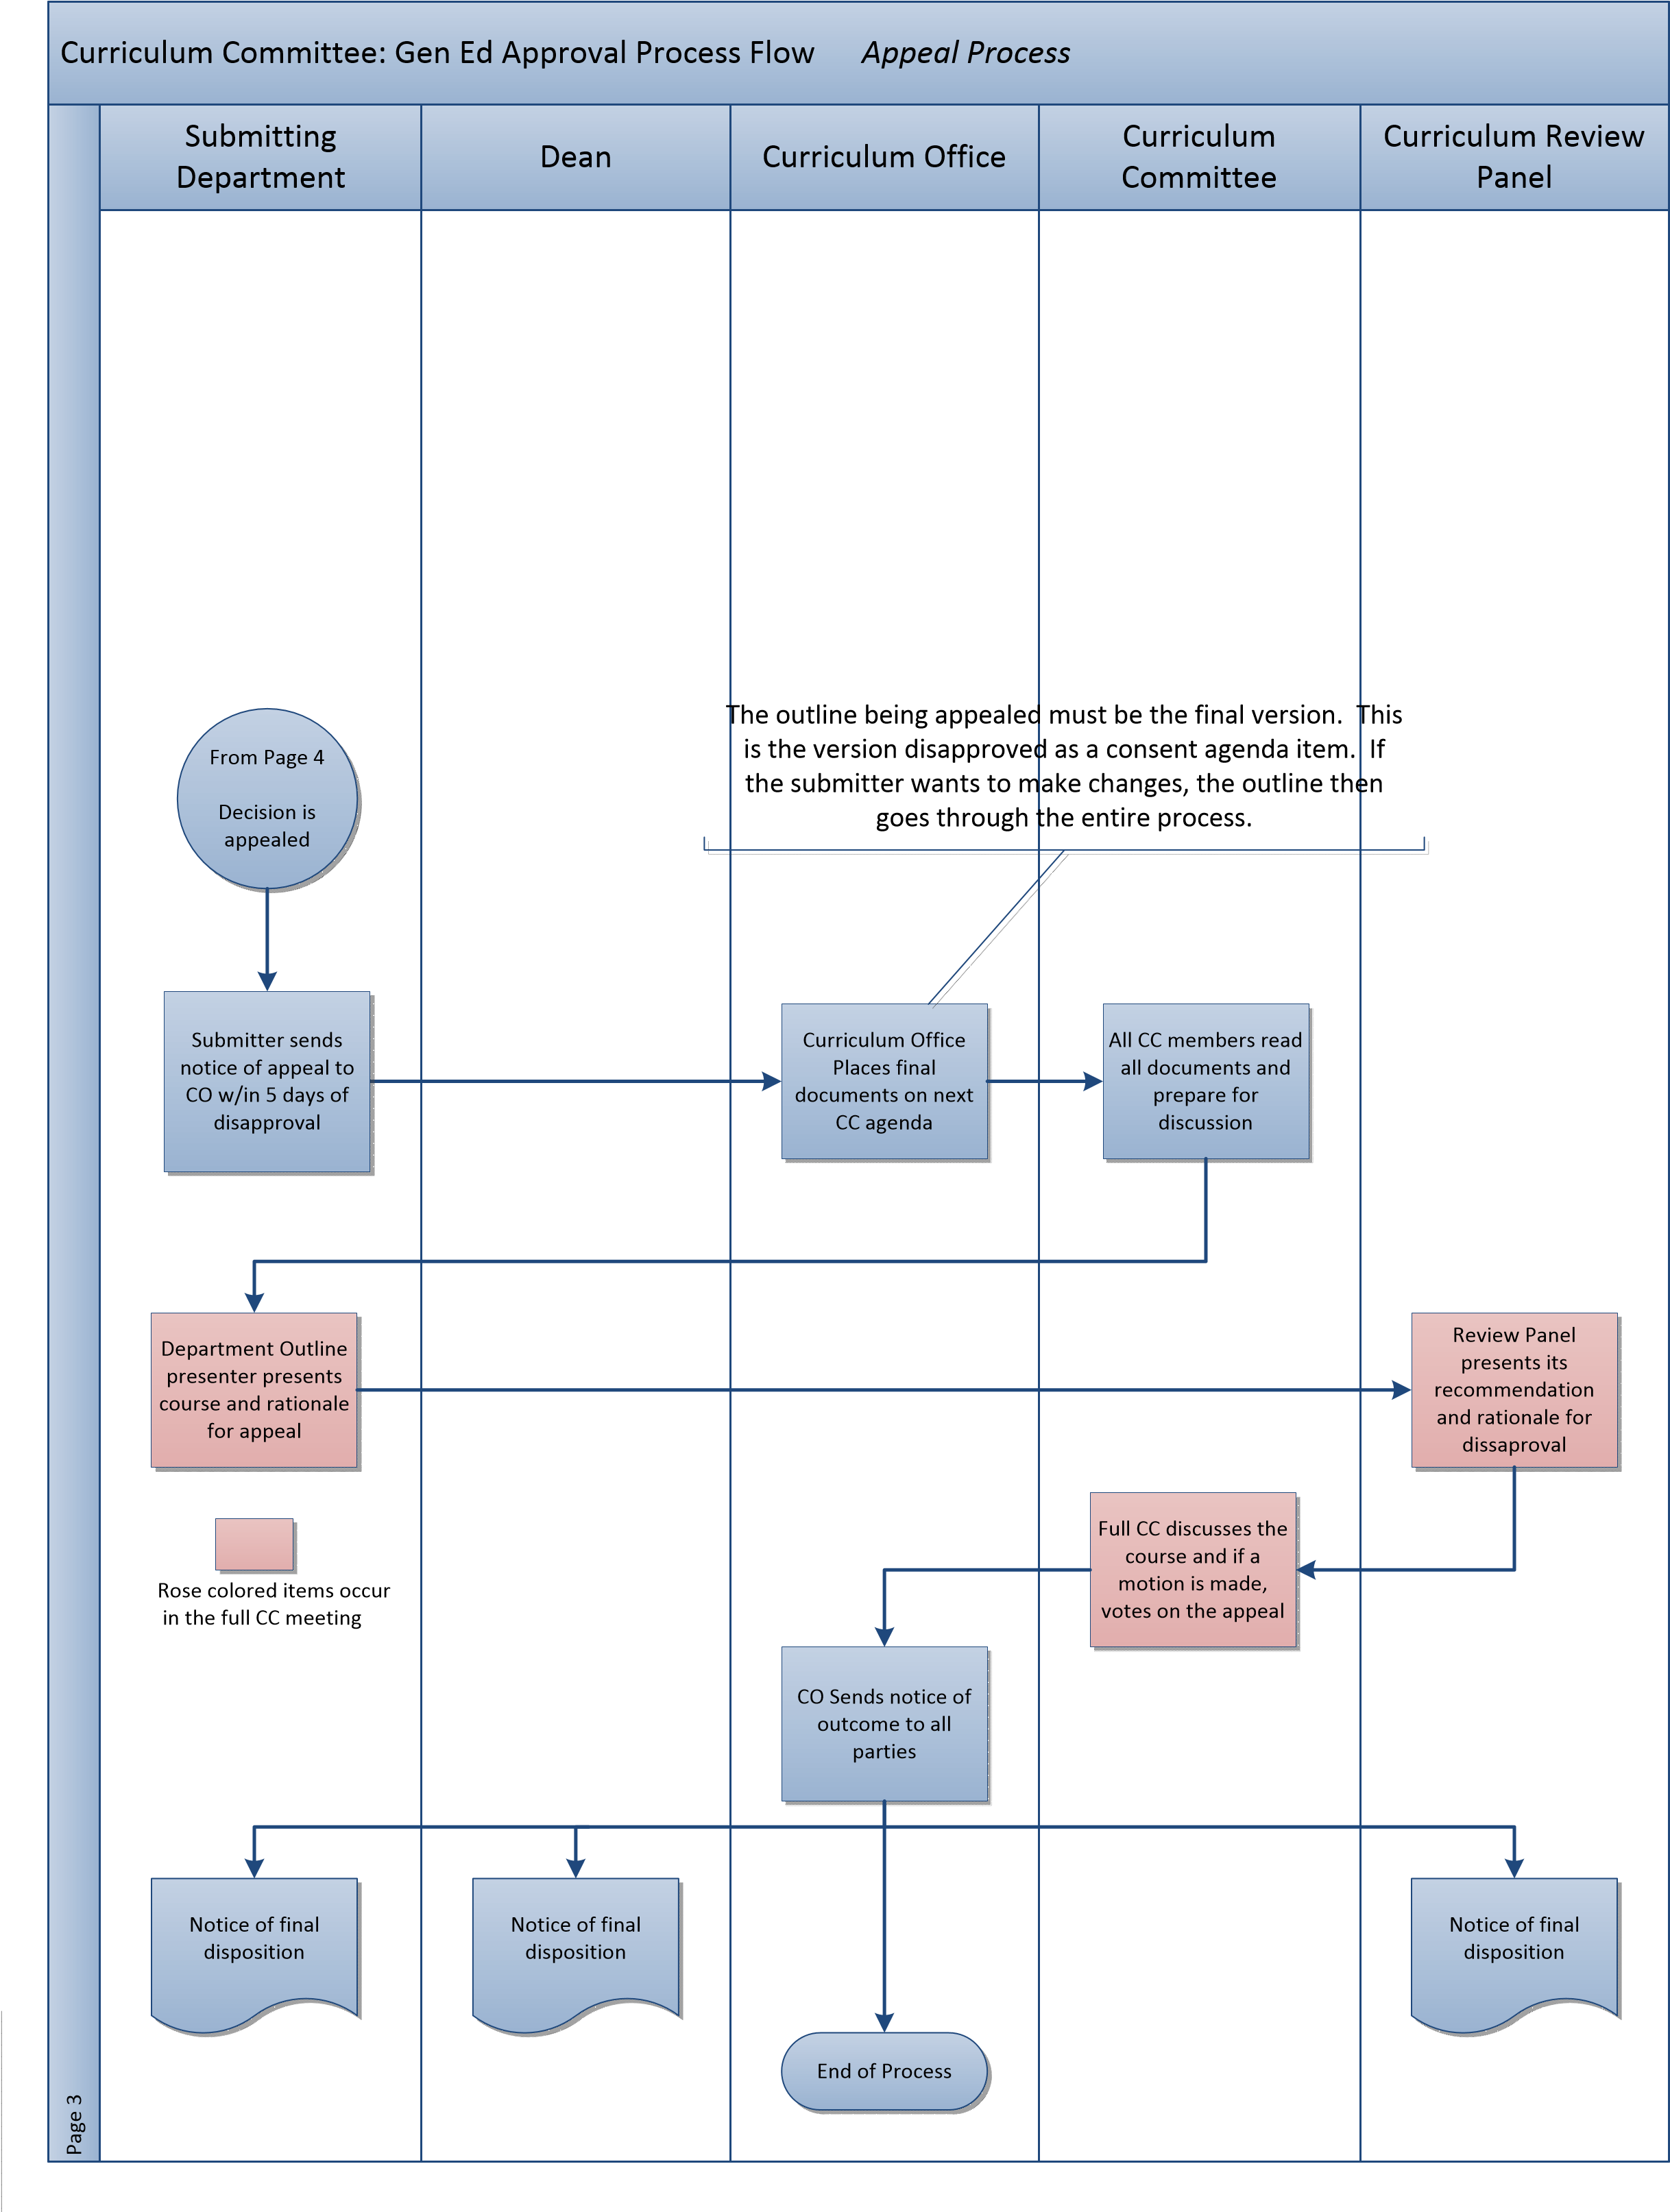 Curriculum Committee: Gen Ed Approval Process Flow Appeal Process
Submitting
Department
Dean
Curriculum Office
Curriculum
Committee
Curriculum Review
Panel
The outline being appealed must be the final version. This
is the version disapproved as a consent agenda item. If
the submitter wants to make changes, the outline then
goes through the entire process.
From Page 4
Decision is
appealed
Submitter sends
notice of appeal to
CO w/in 5 days of
disapproval
Curriculum Office
Places final
documents on next
CC agenda
All CC members read
all documents and
prepare for
discussion
Department Outline
presenter presents
course and rationale
for appeal
Review Panel
presents its
recommendation
and rationale for
dissaproval
Full CC discusses the
course and if a
motion is made,
votes on the appeal
Rose colored items occur
in the full CC meeting
CO Sends notice of
outcome to all
parties
Notice of final
disposition
Notice of final
disposition
Notice of final
disposition
End of Process
Page 3